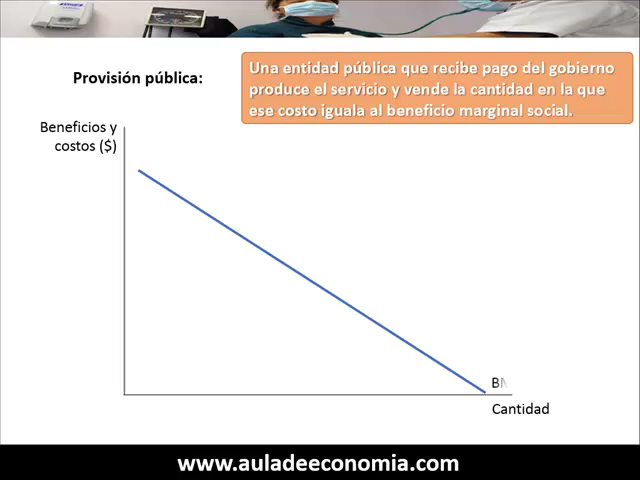 Provisión pública:
Una entidad pública que recibe pago del gobierno
produce el servicio y vende la cantidad en la que
ese costo iguala al beneficio marginal social.
Beneficios y
costos ($)
Cantidad
www.auladeeconomia.com